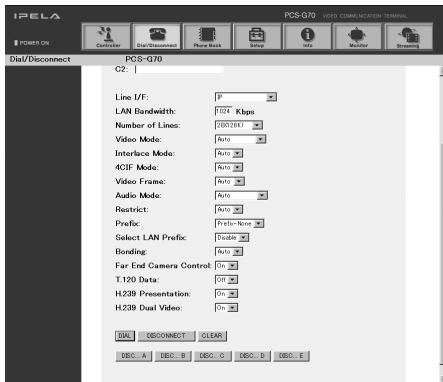 IPELA
PCS-G70 VIDEO COMMUNICATION TERMINAL
POWER ON
Controller Dial/Disconnect Phone Book Setup Info Monitor Streaming
Dial/Disconnect PCS-G70
C2:
Line I/F: IP
LAN Bandwidth: 1024 Kbps
Number of Lines: 2B(128K)
Video Mode: Auto
Interlace Mode: Auto
4CIF Mode: Auto
Video Frame: Auto
Audio Mode: Auto
Restrict: Auto
Prefix: Prefix-None
Select LAN Prefix: Disable
Bonding: Auto
Far End Camera Control: On
T.120 Data: Off
H.239 Presentation: On
H.239 Dual Video: On
DIAL DISCONNECT CLEAR
DISC... A DISC... B DISC... C DISC... D DISC... E